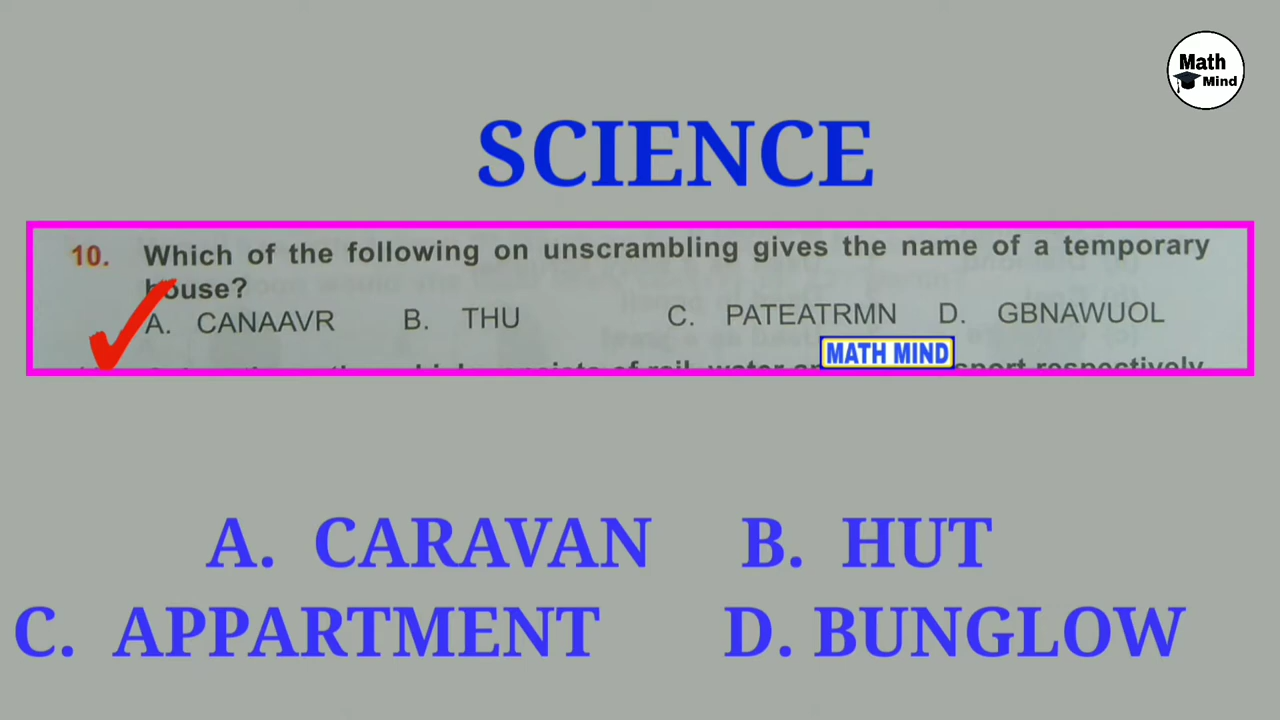 Math
Mind
SCIENCE
10. Which of the following on unscrambling gives the name of a temporary
house?
A. CANAAVR B. THU C. PATEATRMN D. GBNAWUOL
MATH MIND
A. CARAVAN B. HUT
C. APPARTMENT D. BUNGLOW